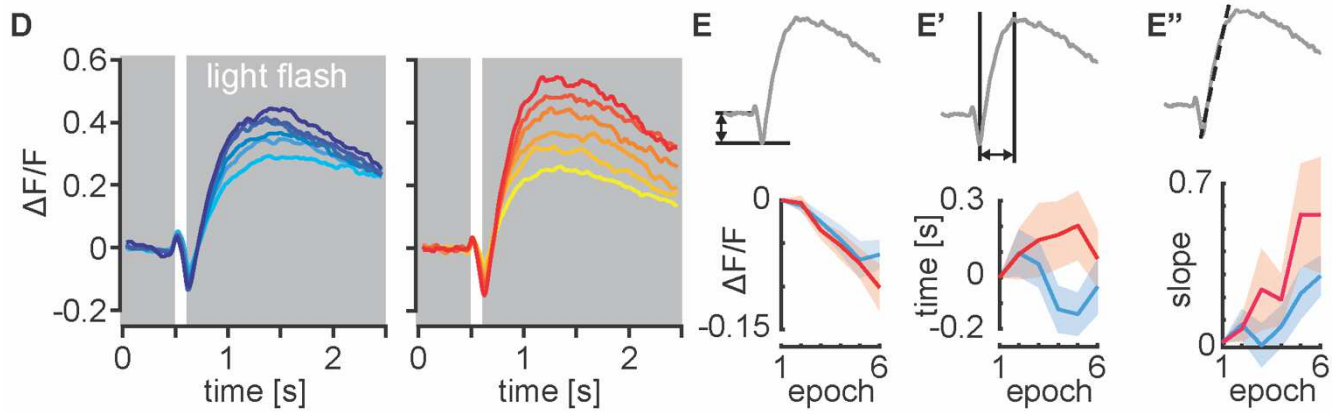 D
E
E'
E"
0.6
0.4
0.2
0
-0.2
ΔF/F
light flash
0
1
2
time [s]
0
1
2
time [s]
0
-0.15
ΔF/F
1
6
epoch
0.3
0
-0.2
time [s]
1
6
epoch
0.7
0
slope
1
6
epoch